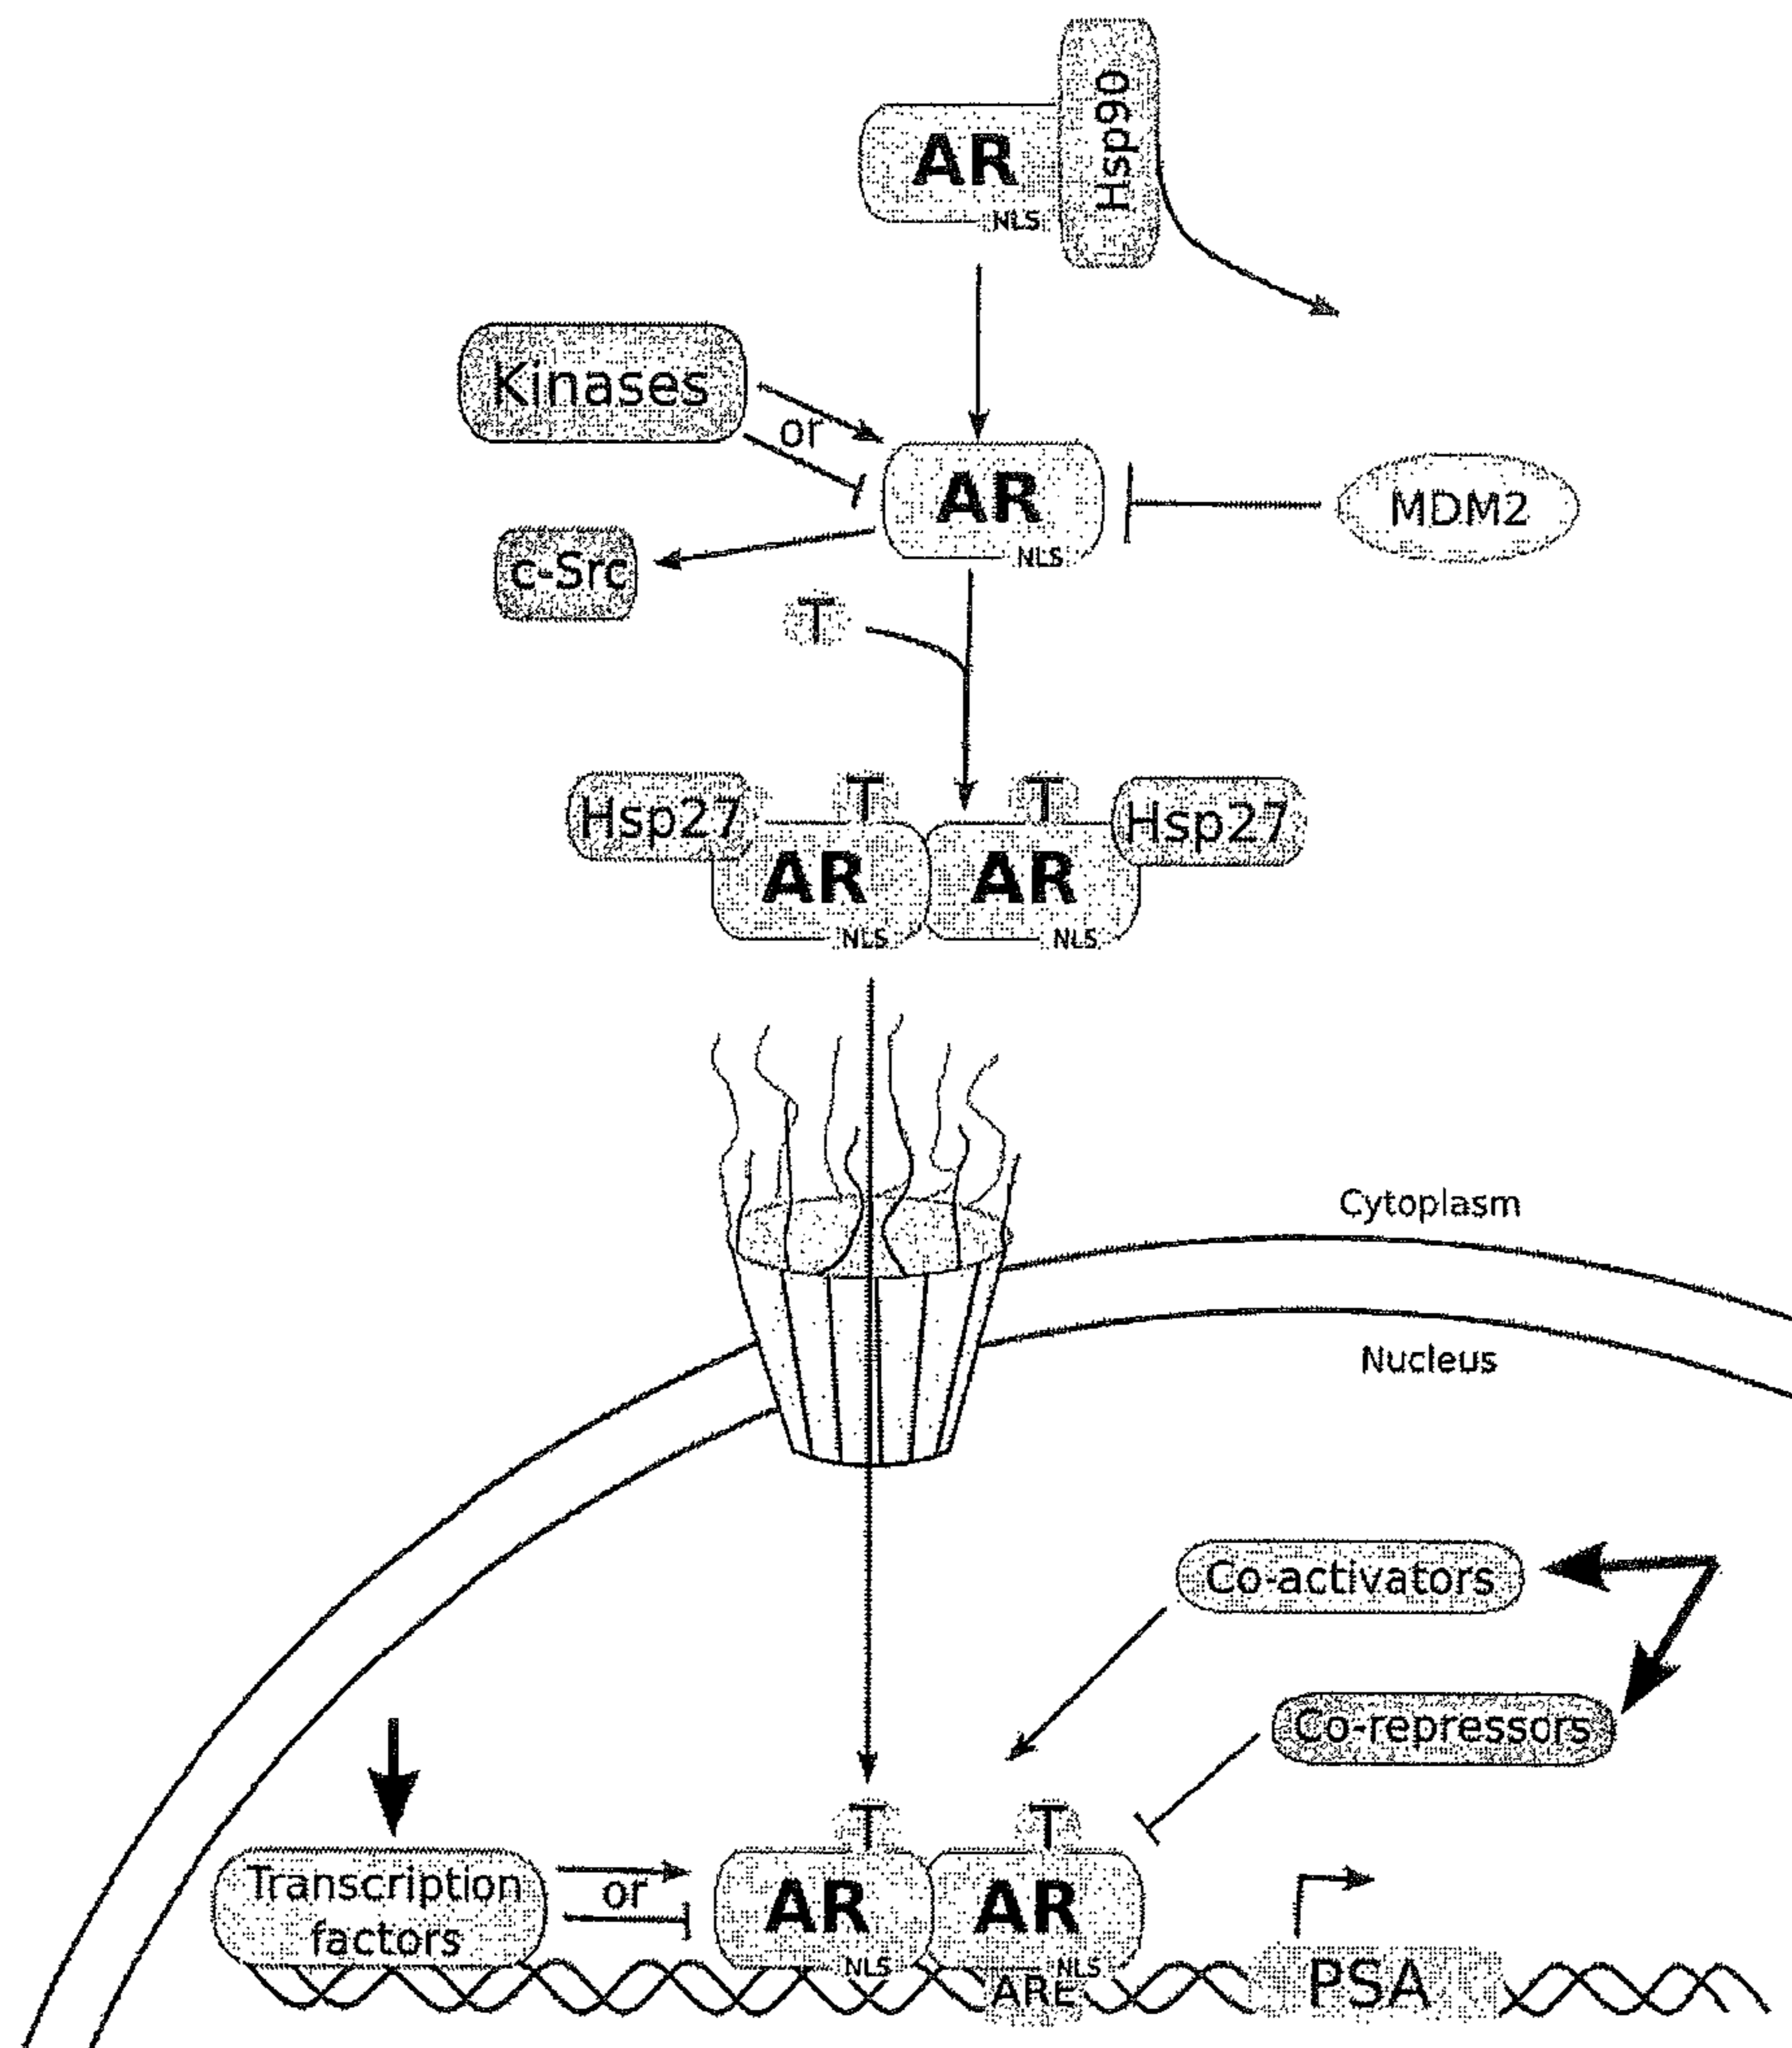 Hsp90
AR
NLS
Kinases
or
AR
NLS
MDM2
c-Src
T
Hsp27
T
T
Hsp27
AR
AR
NLS
NLS
Cytoplasm
Nucleus
Co-activators
Co-repressors
T
T
Transcription
factors
or
AR
AR
NLS
NLS
ARE
PSA